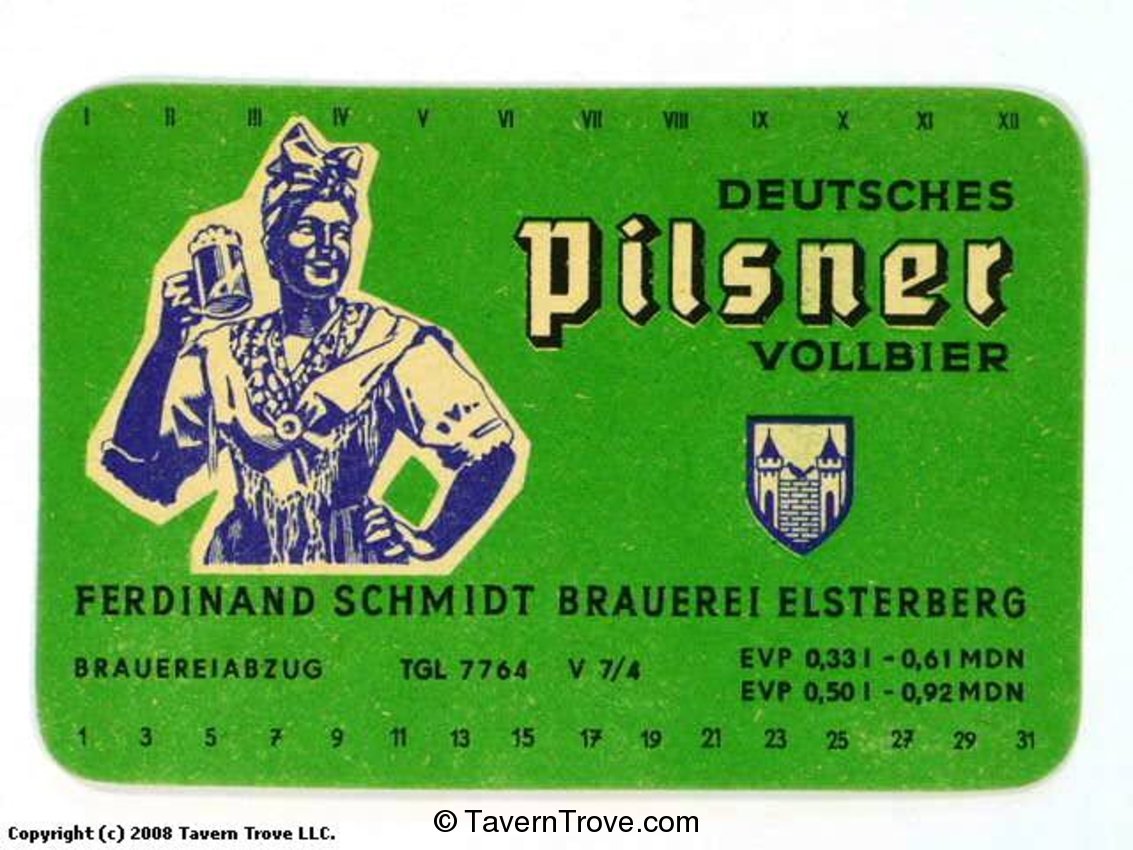 I II III IV V VI VII VIII IX X XI XII
DEUTSCHES
Pilsner
VOLLBIER
FERDINAND SCHMIDT BRAUEREI ELSTERBERG
BRAUEREIABZUG TGL 7764 V 7/4
EVP 0,33 l - 0,61 MDN
EVP 0,50 l - 0,92 MDN
1 3 5 7 9 11 13 15 17 19 21 23 25 27 29 31
© TavernTrove.com
Copyright (c) 2008 Tavern Trove LLC.